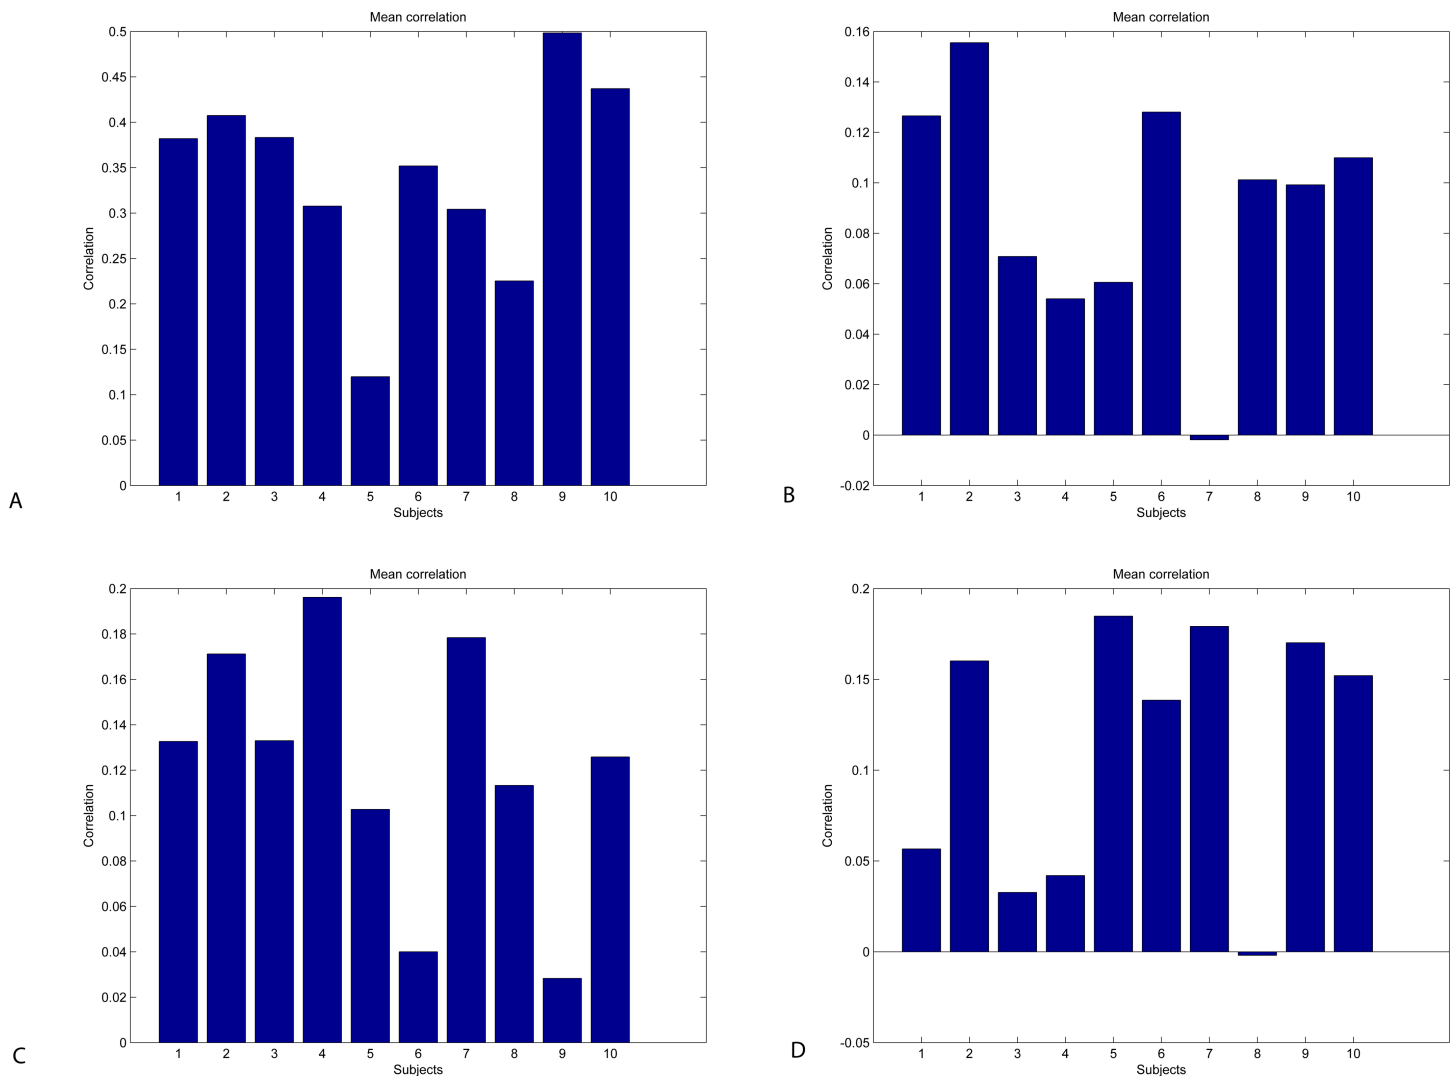 Mean correlation
0.5
0.45
0.4
0.35
0.3
0.25
0.2
0.15
0.1
0.05
0
Correlation
1 2 3 4 5 6 7 8 9 10
Subjects
A
Mean correlation
0.16
0.14
0.12
0.1
0.08
0.06
0.04
0.02
0
-0.02
Correlation
1 2 3 4 5 6 7 8 9 10
Subjects
B
Mean correlation
0.2
0.18
0.16
0.14
0.12
0.1
0.08
0.06
0.04
0.02
0
Correlation
1 2 3 4 5 6 7 8 9 10
Subjects
C
Mean correlation
0.2
0.15
0.1
0.05
0
-0.05
Correlation
1 2 3 4 5 6 7 8 9 10
Subjects
D